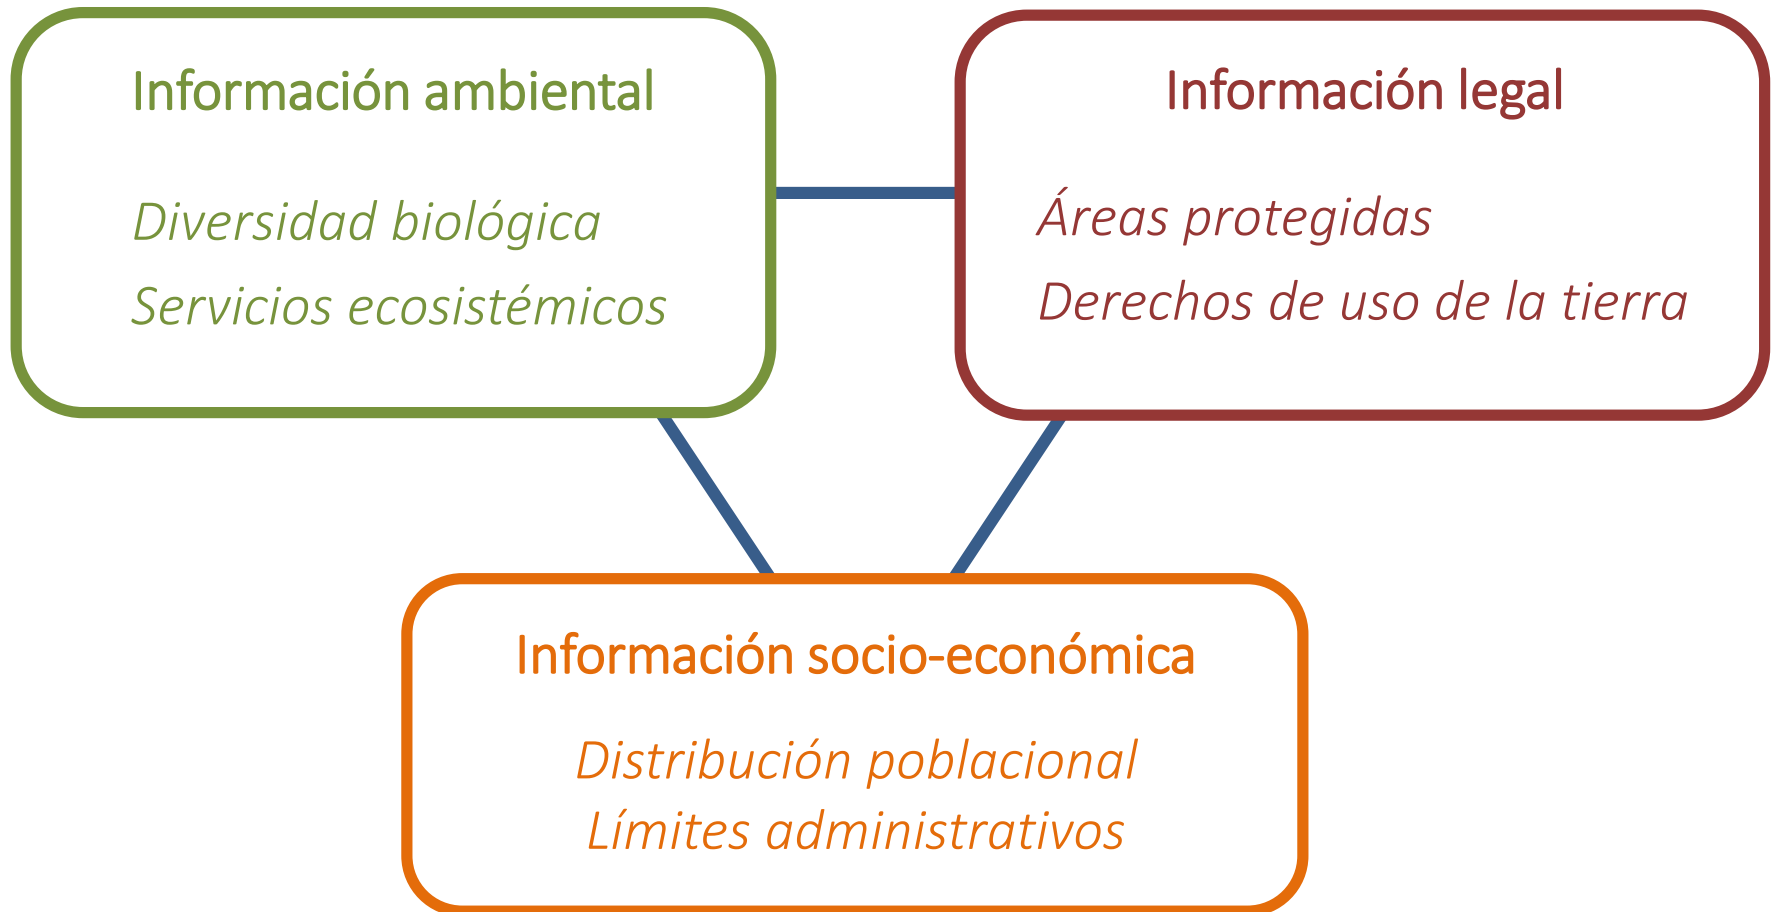 Información ambiental
Diversidad biológica
Servicios ecosistémicos
Información legal
Áreas protegidas
Derechos de uso de la tierra
Información socio-económica
Distribución poblacional
Límites administrativos